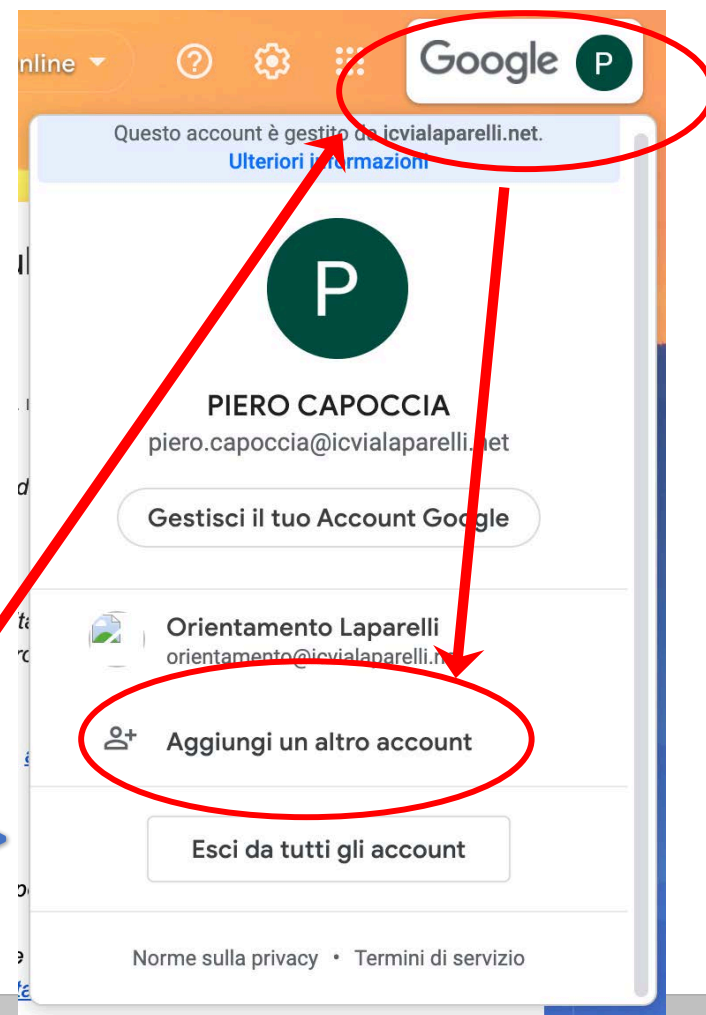 nline
Google P
Questo account è gestito da icvialaparelli.net.
Ulteriori informazioni
P
PIERO CAPOCCIA
piero.capoccia@icvialaparelli.net
Gestisci il tuo Account Google
Orientamento Laparelli
orientamento@icvialaparelli.n
Aggiungi un altro account
Esci da tutti gli account
Norme sulla privacy • Termini di servizio